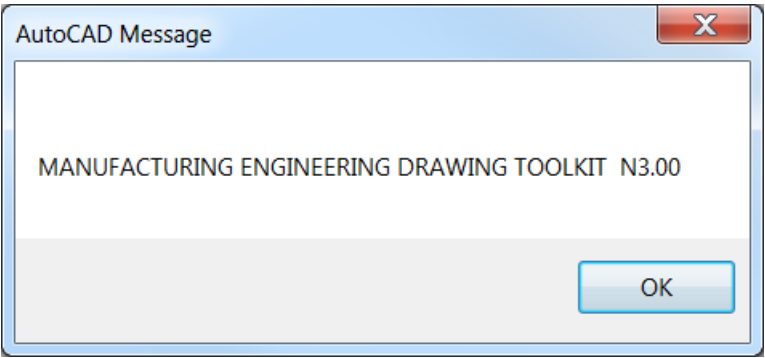 AutoCAD Message
MANUFACTURING ENGINEERING DRAWING TOOLKIT  N3.00
OK